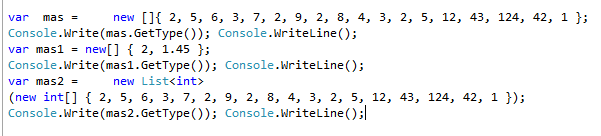 var  mas =     new []{ 2, 5, 6, 3, 7, 2, 9, 2, 8, 4, 3, 2, 5, 12, 43, 124, 42, 1 };
Console.Write(mas.GetType()); Console.WriteLine();
var mas1 = new[] { 2, 1.45 };
Console.Write(mas1.GetType()); Console.WriteLine();
var mas2 =     new List<int>
(new int[] { 2, 5, 6, 3, 7, 2, 9, 2, 8, 4, 3, 2, 5, 12, 43, 124, 42, 1 });
Console.Write(mas2.GetType()); Console.WriteLine();